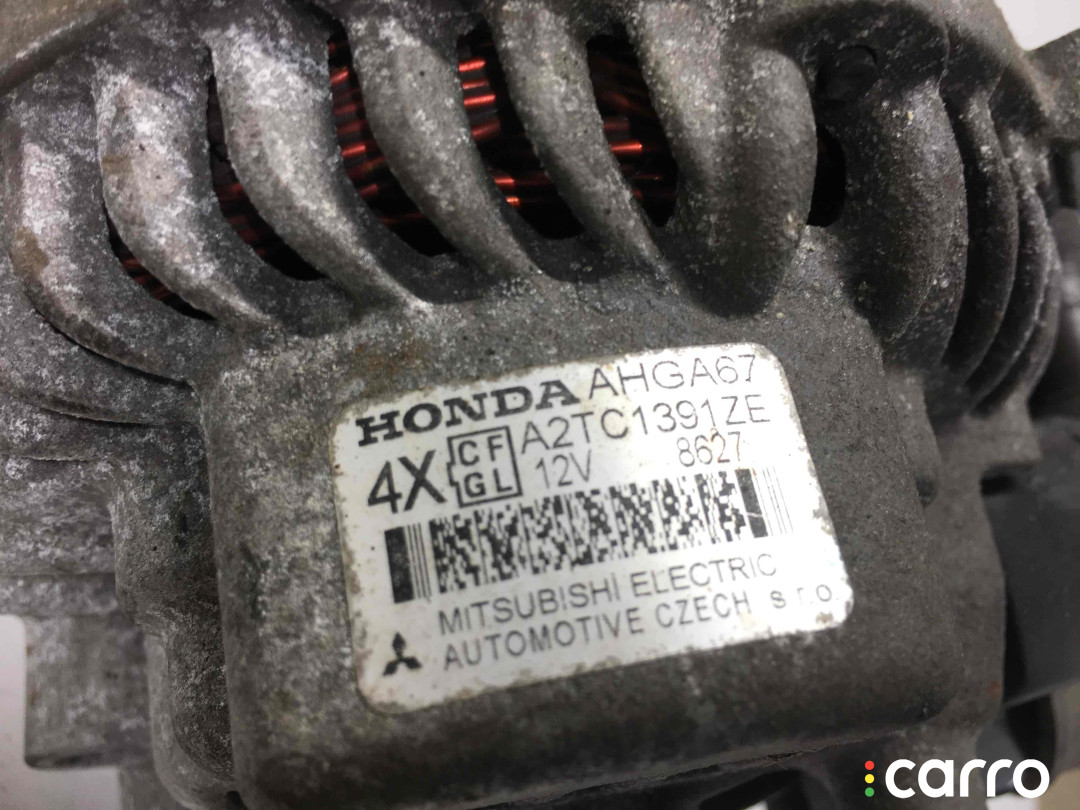 HONDA AHGA67
4X CF GL A2TC1391ZE
12V 8627
MITSUBISHI ELECTRIC
AUTOMOTIVE CZECH s.r.o.
carro